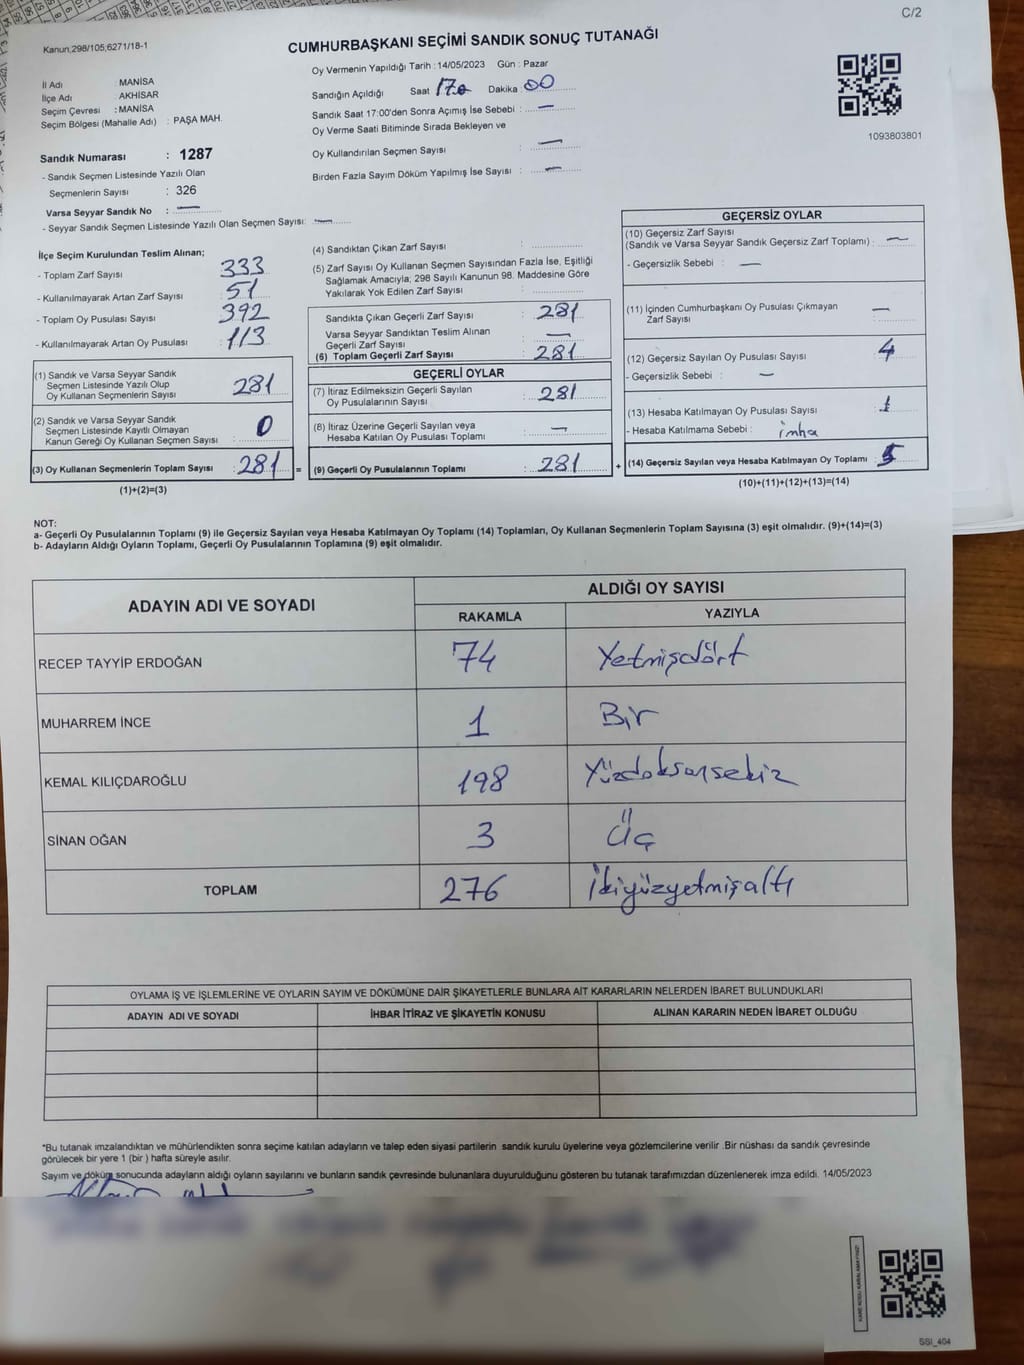 C/2
Kanun,298/105,6271/18-1
CUMHURBAŞKANI SEÇİMİ SANDIK SONUÇ TUTANAĞI
İl Adı : MANİSA
İlçe Adı : AKHİSAR
Seçim Çevresi : MANİSA
Seçim Bölgesi (Mahalle Adı) : PAŞA MAH.
Sandık Numarası : 1287
- Sandık Seçmen Listesinde Yazılı Olan
Seçmenlerin Sayısı : 326
Varsa Seyyar Sandık No : —
- Seyyar Sandık Seçmen Listesinde Yazılı Olan Seçmen Sayısı: —
Oy Vermenin Yapıldığı Tarih : 14/05/2023 Gün : Pazar
Sandığın Açıldığı Saat 17.0 Dakika 00
Sandık Saat 17:00'den Sonra Açımış İse Sebebi : —
Oy Verme Saati Bitiminde Sırada Bekleyen ve
Oy Kullandırılan Seçmen Sayısı : —
Birden Fazla Sayım Döküm Yapılmış İse Sayısı : —
1093803801
İlçe Seçim Kurulundan Teslim Alınan;
- Toplam Zarf Sayısı : 333
- Kullanılmayarak Artan Zarf Sayısı : 51
- Toplam Oy Pusulası Sayısı : 392
- Kullanılmayarak Artan Oy Pusulası : 113
(1) Sandık ve Varsa Seyyar Sandık
Seçmen Listesinde Yazılı Olup
Oy Kullanan Seçmenlerin Sayısı : 281
(2) Sandık ve Varsa Seyyar Sandık
Seçmen Listesinde Kayıtlı Olmayan
Kanun Gereği Oy Kullanan Seçmen Sayısı : 0
(3) Oy Kullanan Seçmenlerin Toplam Sayısı : 281 =
(1)+(2)=(3)
(4) Sandıktan Çıkan Zarf Sayısı :
(5) Zarf Sayısı Oy Kullanan Seçmen Sayısından Fazla İse, Eşitliği
Sağlamak Amacıyla; 298 Sayılı Kanunun 98. Maddesine Göre
Yakılarak Yok Edilen Zarf Sayısı :
Sandıkta Çıkan Geçerli Zarf Sayısı : 281
Varsa Seyyar Sandıktan Teslim Alınan
Geçerli Zarf Sayısı : —
(6) Toplam Geçerli Zarf Sayısı : 281
GEÇERLİ OYLAR
(7) İtiraz Edilmeksizin Geçerli Sayılan
Oy Pusulalarının Sayısı : 281
(8) İtiraz Üzerine Geçerli Sayılan veya
Hesaba Katılan Oy Pusulası Toplamı : —
(9) Geçerli Oy Pusulalarının Toplamı : 281 +
GEÇERSİZ OYLAR
(10) Geçersiz Zarf Sayısı
(Sandık ve Varsa Seyyar Sandık Geçersiz Zarf Toplamı) : —
- Geçersizlik Sebebi : —
(11) İçinden Cumhurbaşkanı Oy Pusulası Çıkmayan
Zarf Sayısı : —
(12) Geçersiz Sayılan Oy Pusulası Sayısı : 4
- Geçersizlik Sebebi : —
(13) Hesaba Katılmayan Oy Pusulası Sayısı : 1
- Hesaba Katılmama Sebebi : imha
(14) Geçersiz Sayılan veya Hesaba Katılmayan Oy Toplamı : 5
(10)+(11)+(12)+(13)=(14)
NOT:
a- Geçerli Oy Pusulalarının Toplamı (9) ile Geçersiz Sayılan veya Hesaba Katılmayan Oy Toplamı (14) Toplamları, Oy Kullanan Seçmenlerin Toplam Sayısına (3) eşit olmalıdır. (9)+(14)=(3)
b- Adayların Aldığı Oyların Toplamı, Geçerli Oy Pusulalarının Toplamına (9) eşit olmalıdır.
ADAYIN ADI VE SOYADI ALDIĞI OY SAYISI
RAKAMLA YAZIYLA
RECEP TAYYİP ERDOĞAN 74 Yetmişdört
MUHARREM İNCE 1 Bir
KEMAL KILIÇDAROĞLU 198 Yüzdoksansekiz
SİNAN OĞAN 3 Üç
TOPLAM 276 İkiyüzyetmişaltı
OYLAMA İŞ VE İŞLEMLERİNE VE OYLARIN SAYIM VE DÖKÜMÜNE DAİR ŞİKAYETLERLE BUNLARA AİT KARARLARIN NELERDEN İBARET BULUNDUKLARI
ADAYIN ADI VE SOYADI İHBAR İTİRAZ VE ŞİKAYETİN KONUSU ALINAN KARARIN NEDEN İBARET OLDUĞU
*Bu tutanak imzalandıktan ve mühürlendikten sonra seçime katılan adayların ve talep eden siyasi partilerin sandık kurulu üyelerine veya gözlemcilerine verilir .Bir nüshası da sandık çevresinde
görülecek bir yere 1 (bir ) hafta süreyle asılır.
Sayım ve döküm sonucunda adayların aldığı oyların sayılarını ve bunların sandık çevresinde bulunanlara duyurulduğunu gösteren bu tutanak tarafımızdan düzenlenerek imza edildi. 14/05/2023
SSI_404